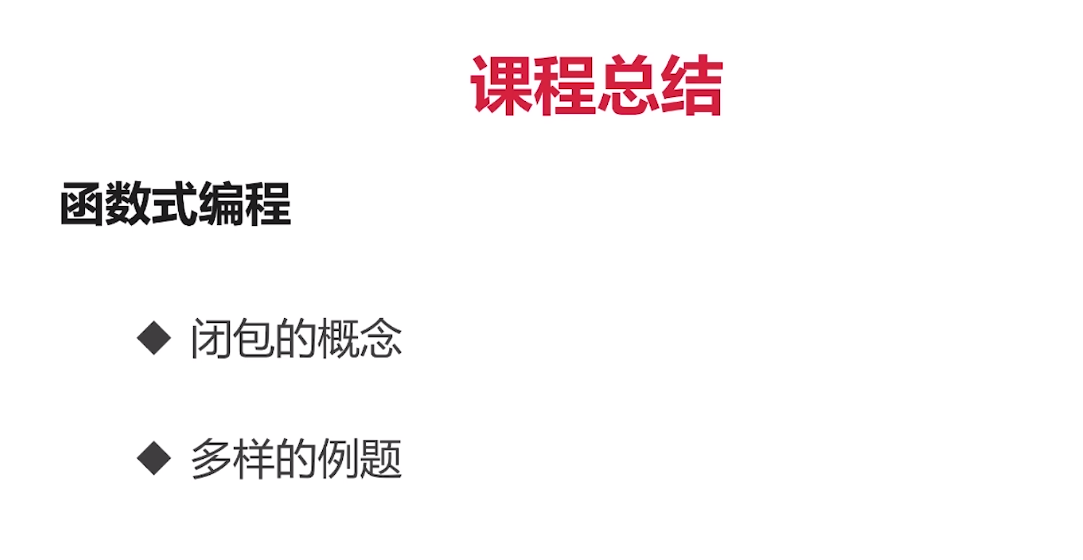 课程总结
函数式编程
◆ 闭包的概念
◆ 多样的例题